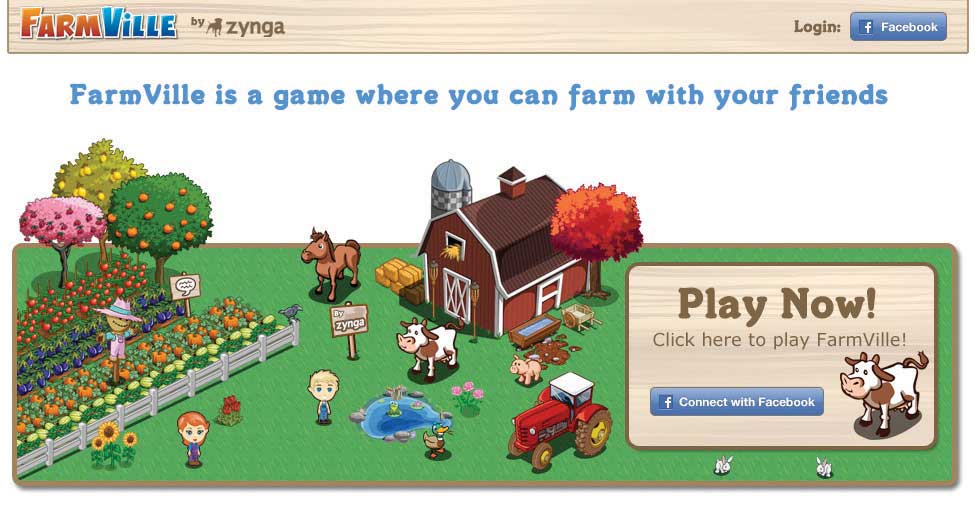 FarmVille by zynga
Login: Facebook
FarmVille is a game where you can farm with your friends
By
zynga
Play Now!
Click here to play FarmVille!
Connect with Facebook